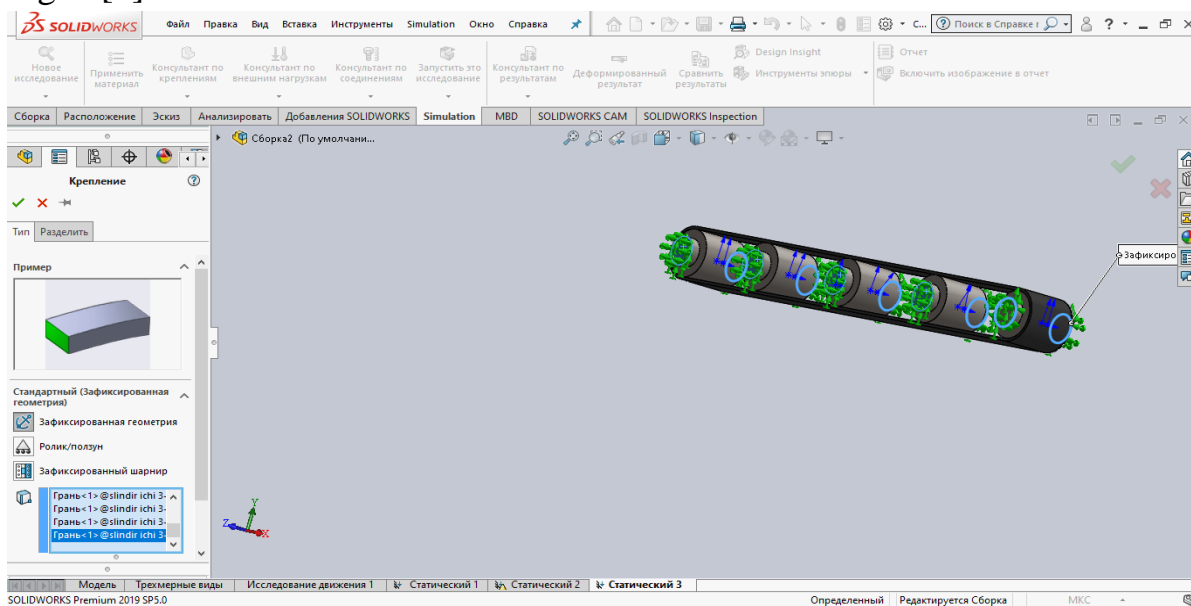 SOLIDWORKS Файл Правка Вид Вставка Инструменты Simulation Окно Справка С... Поиск в Справке
Новое исследование
Применить материал
Консультант по креплениям
Консультант по внешним нагрузкам
Консультант по соединениям
Запустить это исследование
Консультант по результатам
Деформированный результат
Сравнить результаты
Design Insight
Инструменты эпюры
Отчет
Включить изображение в отчет
Сборка Расположение Эскиз Анализировать Добавления SOLIDWORKS Simulation MBD SOLIDWORKS CAM SOLIDWORKS Inspection
Сборка2 (По умолчани...
Крепление
Тип Разделить
Пример
Зафиксиро
Стандартный (Зафиксированная
геометрия)
Зафиксированная геометрия
Ролик/ползун
Зафиксированный шарнир
Грань<1>@slindir ichi 3-
Грань<1>@slindir ichi 3-
Грань<1>@slindir ichi 3-
Грань<1>@slindir ichi 3-
Y
Z
X
Модель Трехмерные виды Исследование движения 1 Статический 1 Статический 2 Статический 3
SOLIDWORKS Premium 2019 SP5.0 Определенный Редактируется Сборка МКС